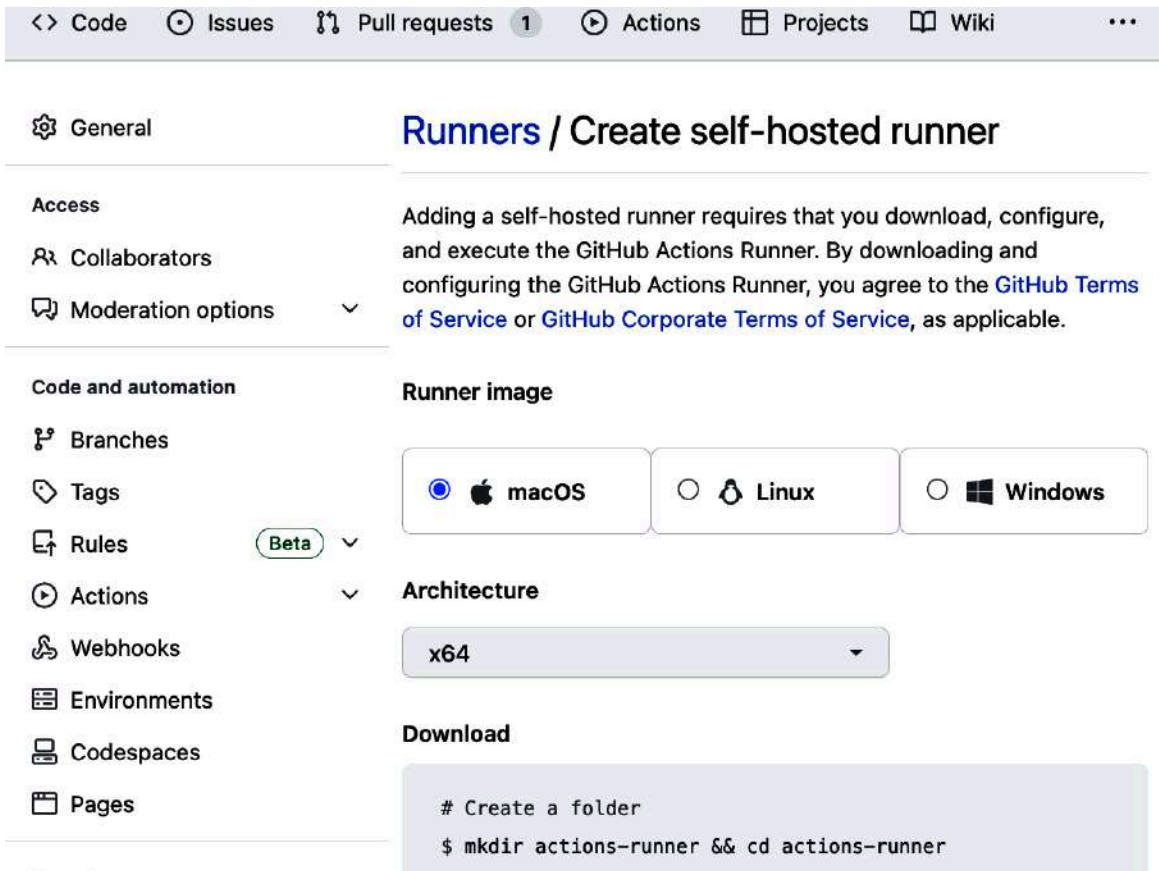 <> Code Issues Pull requests 1 Actions Projects Wiki ...
General
Access
Collaborators
Moderation options
Code and automation
Branches
Tags
Rules Beta
Actions
Webhooks
Environments
Codespaces
Pages
Runners / Create self-hosted runner
Adding a self-hosted runner requires that you download, configure,
and execute the GitHub Actions Runner. By downloading and
configuring the GitHub Actions Runner, you agree to the GitHub Terms
of Service or GitHub Corporate Terms of Service, as applicable.
Runner image
macOS Linux Windows
Architecture
x64
Download
# Create a folder
$ mkdir actions-runner && cd actions-runner